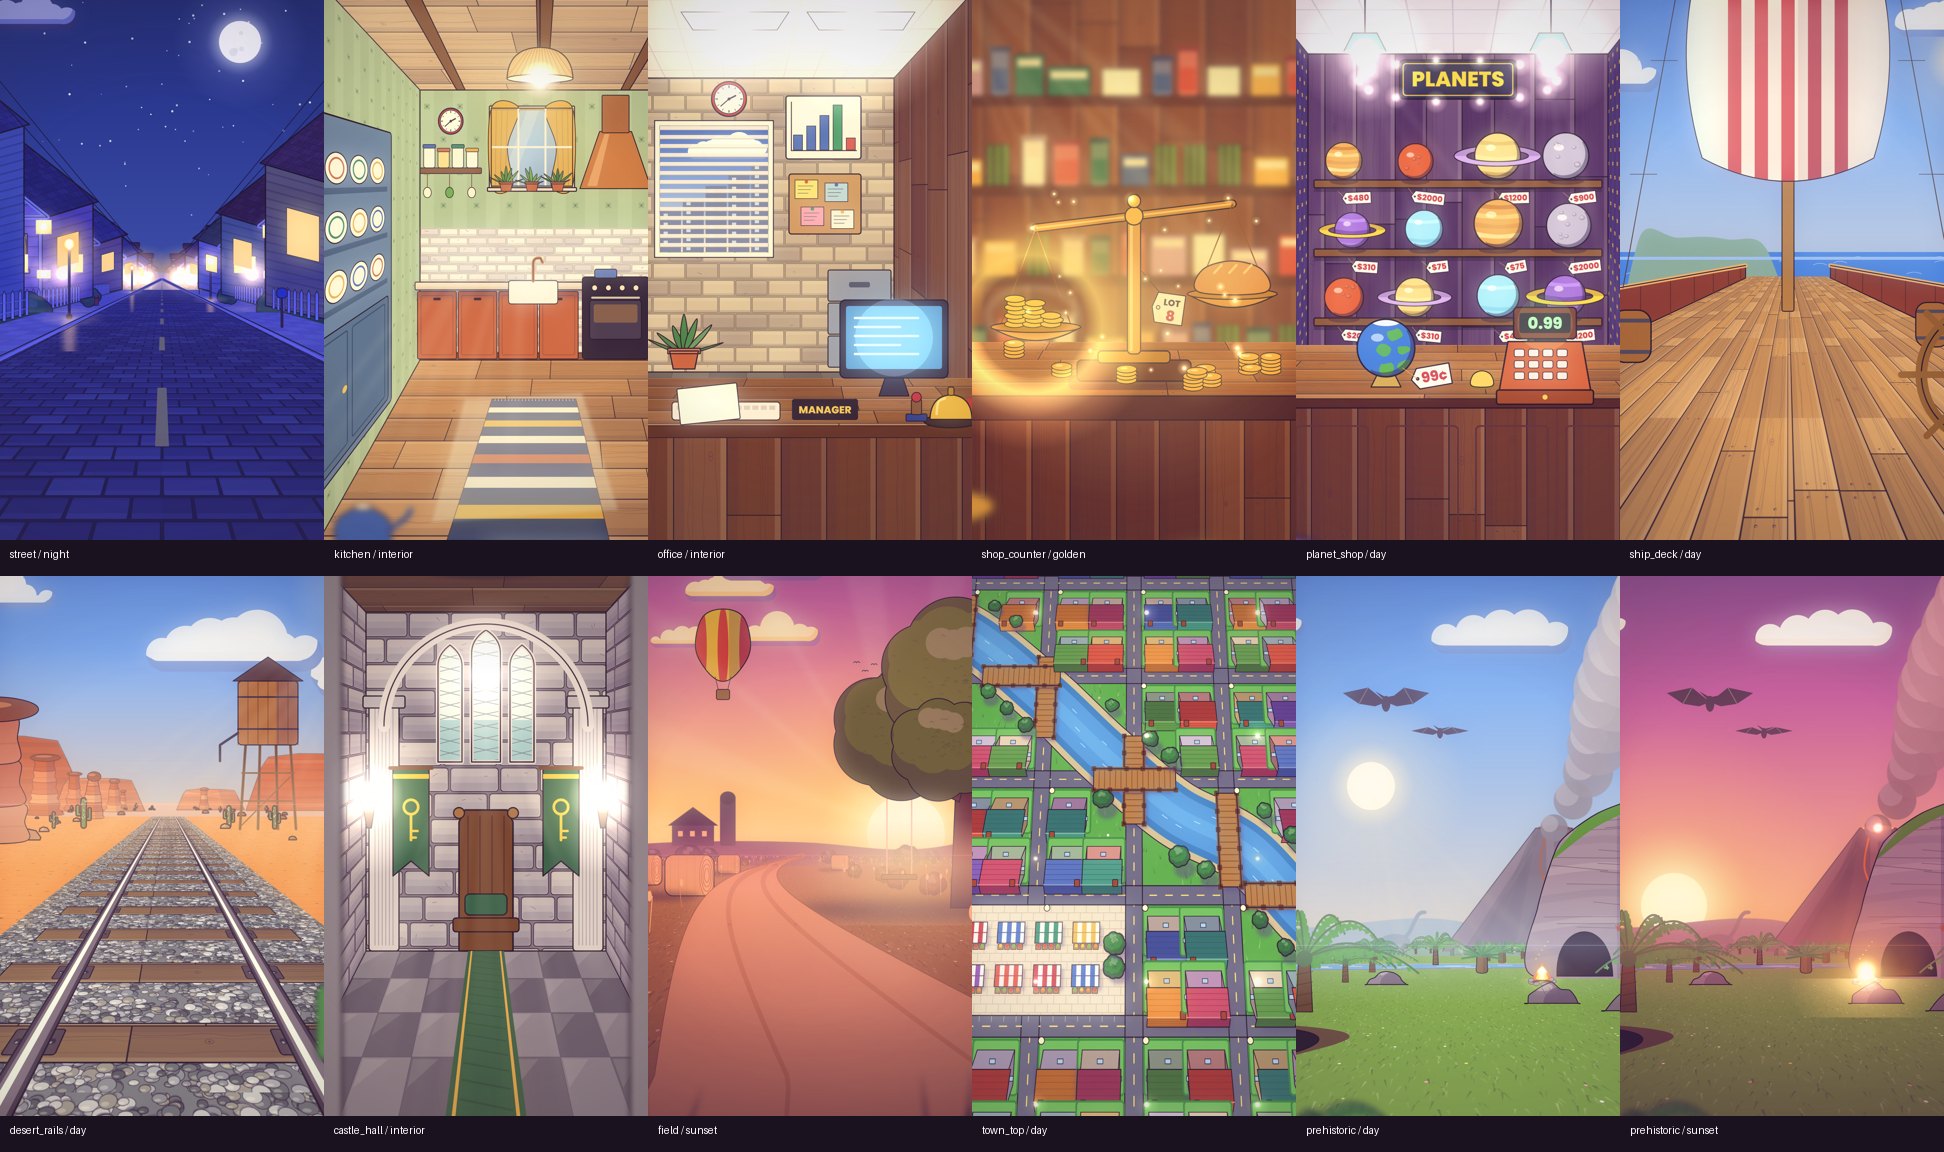 PLANETS
$480
$2000
$1200
$900
$310
$75
$75
$2000
LOT
8
0.99
$310
99¢
MANAGER
street / night
kitchen / interior
office / interior
shop_counter / golden
planet_shop / day
ship_deck / day
desert_rails / day
castle_hall / interior
field / sunset
town_top / day
prehistoric / day
prehistoric / sunset